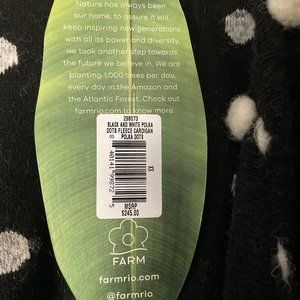 Nature has always been
our home, to assure it will
keep inspiring new generations
with all its power and diversity,
we took another step towards
the future we believe in. We are
planting 1,000 trees per day,
every day in the Amazon and
the Atlantic Forest. Check out
farmrio.com to know more.
298073
BLACK AND WHITE POLKA
DOTS FLEECE CARDIGAN
POLKA DOTS
XS
MSRP
$245.00
FARM
farmrio.com
@farmrio